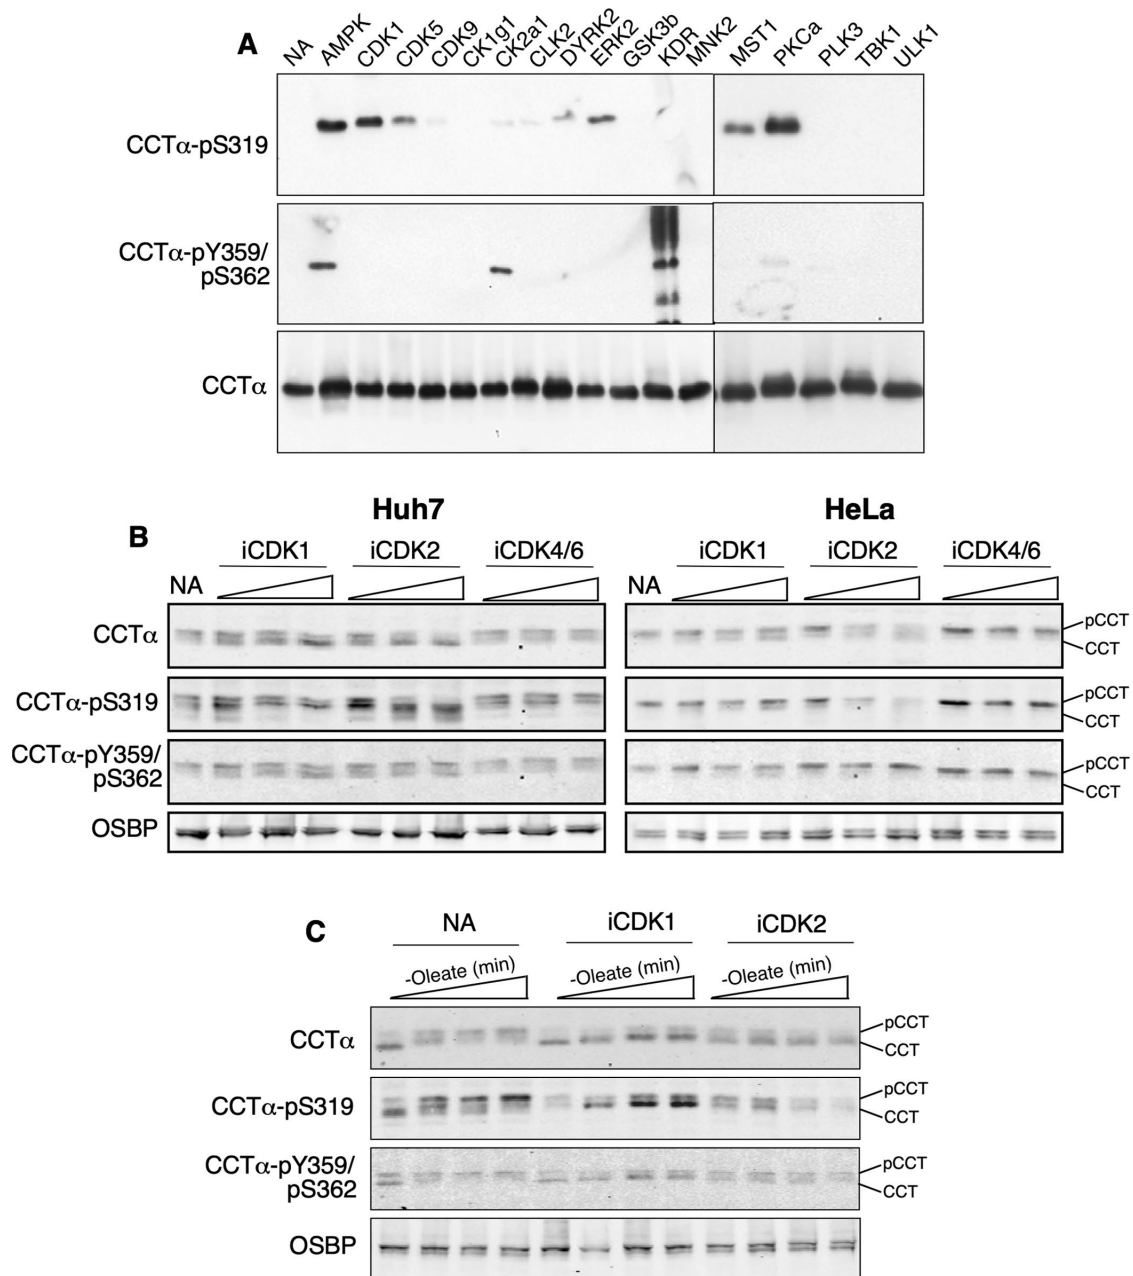 A
NA AMPK CDK1 CDK5 CDK9 CK1g1 CK2a1 CLK2 DYRK2 ERK2 GSK3b KDR MNK2 MST1 PKCa PLK3 TBK1 ULK1
CCTα-pS319
CCTα-pY359/
pS362
CCTα
B
Huh7 HeLa
iCDK1 iCDK2 iCDK4/6 iCDK1 iCDK2 iCDK4/6
NA NA
CCTα pCCT
CCT
CCTα-pS319 pCCT
CCT
CCTα-pY359/ pCCT
pS362 CCT
OSBP
C
NA iCDK1 iCDK2
-Oleate (min) -Oleate (min) -Oleate (min)
CCTα pCCT
CCT
CCTα-pS319 pCCT
CCT
CCTα-pY359/ pCCT
pS362 CCT
OSBP